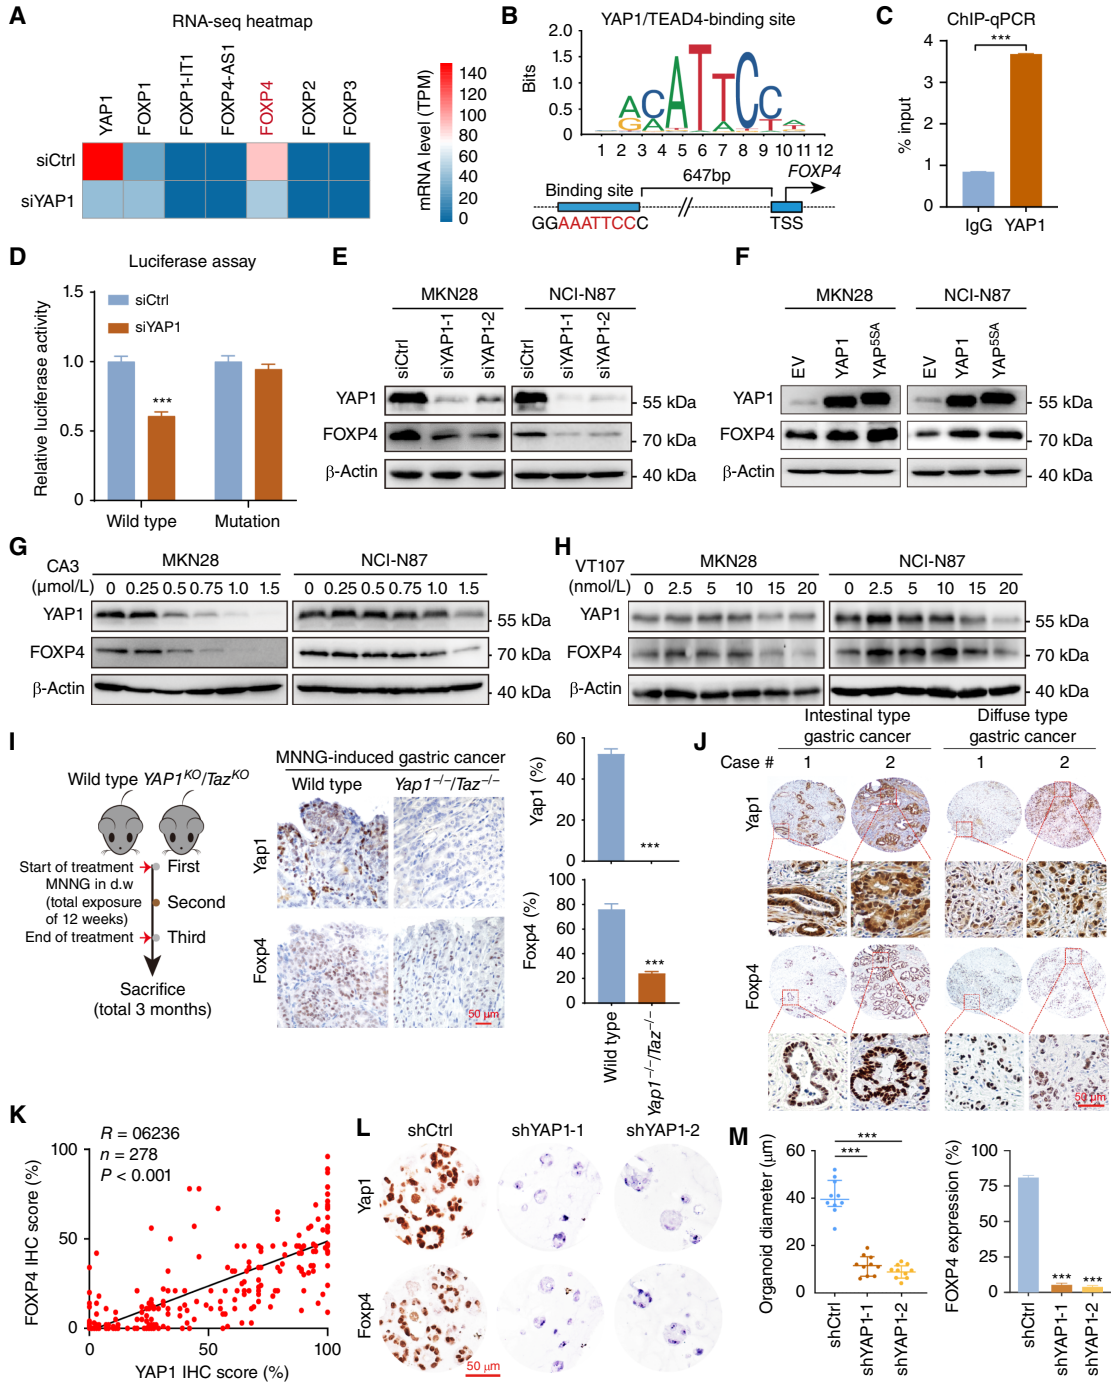 A
RNA-seq heatmap
YAP1
FOXP1
FOXP1-IT1
FOXP4-AS1
FOXP4
FOXP2
FOXP3
siCtrl
siYAP1
mRNA level (TPM)
140
120
100
80
60
40
20
0
B
YAP1/TEAD4-binding site
Bits
2.0
1.5
1.0
0.5
0
1 2 3 4 5 6 7 8 9 10 11 12
647bp
FOXP4
Binding site
GGAAATTCCC
TSS
C
ChIP-qPCR
***
% input
4
3
2
1
0
IgG YAP1
D
Luciferase assay
Relative luciferase activity
1.5
1.0
0.5
0
siCtrl
siYAP1
***
Wild type Mutation
E
MKN28 NCI-N87
siCtrl
siYAP1-1
siYAP1-2
siCtrl
siYAP1-1
siYAP1-2
YAP1 55 kDa
FOXP4 70 kDa
β-Actin 40 kDa
F
MKN28 NCI-N87
EV
YAP1
YAP5SA
EV
YAP1
YAP5SA
YAP1 55 kDa
FOXP4 70 kDa
β-Actin 40 kDa
G
CA3 MKN28 NCI-N87
(µmol/L) 0 0.25 0.5 0.75 1.0 1.5 0 0.25 0.5 0.75 1.0 1.5
YAP1 55 kDa
FOXP4 70 kDa
β-Actin 40 kDa
H
VT107 MKN28 NCI-N87
(nmol/L) 0 2.5 5 10 15 20 0 2.5 5 10 15 20
YAP1 55 kDa
FOXP4 70 kDa
β-Actin 40 kDa
I
Wild type YAP1KO/TazKO
Start of treatment First
MNNG in d.w
(total exposure
of 12 weeks)
Second
End of treatment Third
Sacrifice
(total 3 months)
MNNG-induced gastric cancer
Wild type Yap1−/−/Taz−/−
Yap1
Foxp4
50 µm
Yap1 (%)
60
40
20
0
***
Foxp4 (%)
100
80
60
40
20
0
***
Wild type
Yap1−/−/Taz−/−
J
Intestinal type
gastric cancer
Diffuse type
gastric cancer
Case # 1 2 1 2
Yap1
Foxp4
50 µm
K
R = 06236
n = 278
P < 0.001
FOXP4 IHC score (%)
100
50
0
0 50 100
YAP1 IHC score (%)
L
shCtrl shYAP1-1 shYAP1-2
Yap1
Foxp4
50 µm
M
Organoid diameter (µm)
60
40
20
0
***
***
shCtrl
shYAP1-1
shYAP1-2
FOXP4 expression (%)
100
75
50
25
0
*** ***
shCtrl
shYAP1-1
shYAP1-2